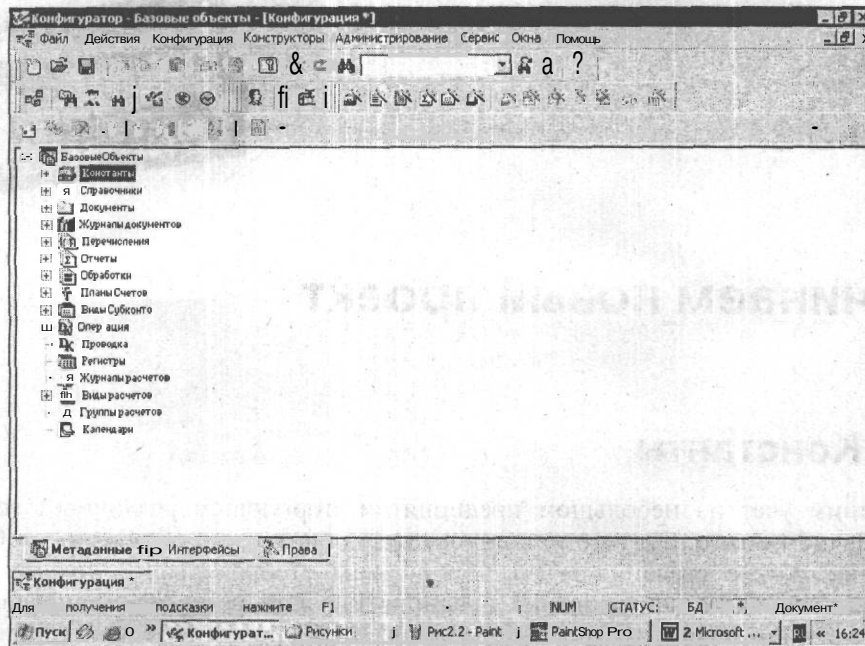 Конфигуратор - Базовые объекты - [Конфигурация *]
Файл Действия Конфигурация Конструкторы Администрирование Сервис Окна Помощь
& а ?
j fi i
БазовыеОбъекты
Константы
я Справочники
Документы
Журналы документов
Перечисления
Отчеты
Обработки
Планы Счетов
Виды Субконто
ш Операция
Проводка
Регистры
я Журналы расчетов
flh Виды расчетов
д Группы расчетов
Календари
Метаданные fip Интерфейсы Права
Конфигурация *
Для получения подсказки нажмите F1 NUM СТАТУС: БД *, Документ*
Пуск О » Конфигурат... Рисунки j Рис2.2 - Paint j PaintShop Pro 2 Microsoft ... « 16:24